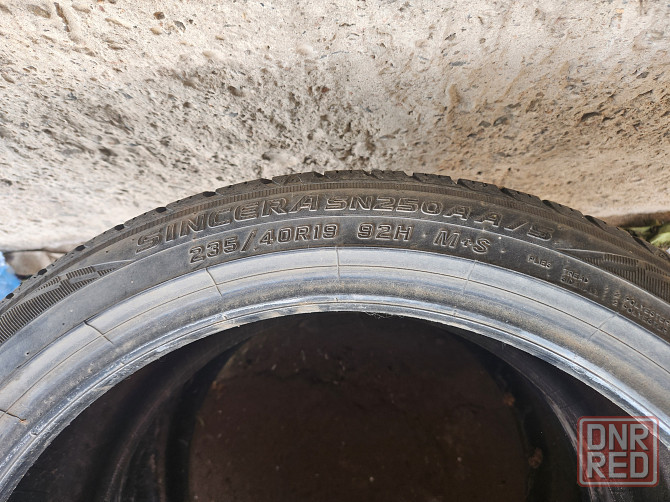 SINCERA SN250A A/S
235/40R19 92H M+S
DNR
RED